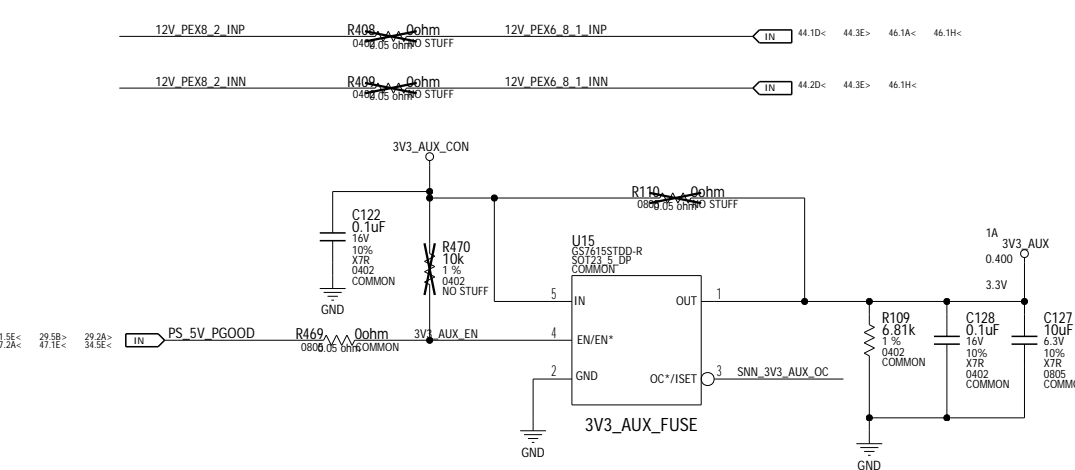 12V_PEX8_2_INP R408 0ohm 12V_PEX6_8_1_INP IN 44.1D< 44.3E> 46.1A< 46.1H<
0402 0.05 ohm NO STUFF
12V_PEX8_2_INN R409 0ohm 12V_PEX6_8_1_INN IN 44.2D< 44.3E> 46.1H<
0402 0.05 ohm NO STUFF
3V3_AUX_CON
R110 0ohm
0.05 ohm NO STUFF
C122
0.1uF
16V
10%
X7R
0402
COMMON
GND
R470
10k
1 %
0402
NO STUFF
U15
GS7615STDD-R
SOT23_5_DP
COMMON
1A
3V3_AUX
0.400
3.3V
5 IN OUT 1
1.5E< 29.5B> 29.2A>
7.2A< 47.1E< 34.5E<
IN PS_5V_PGOOD R469 0ohm 3V3_AUX_EN 4 EN/EN*
0805 0.05 ohm COMMON
2 GND OC*/ISET 3 SNN_3V3_AUX_OC
3V3_AUX_FUSE
GND
R109
6.81k
1 %
0402
COMMON
C128
0.1uF
16V
10%
X7R
0402
COMMON
C127
10uF
6.3V
10%
X7R
0805
COMM
GND